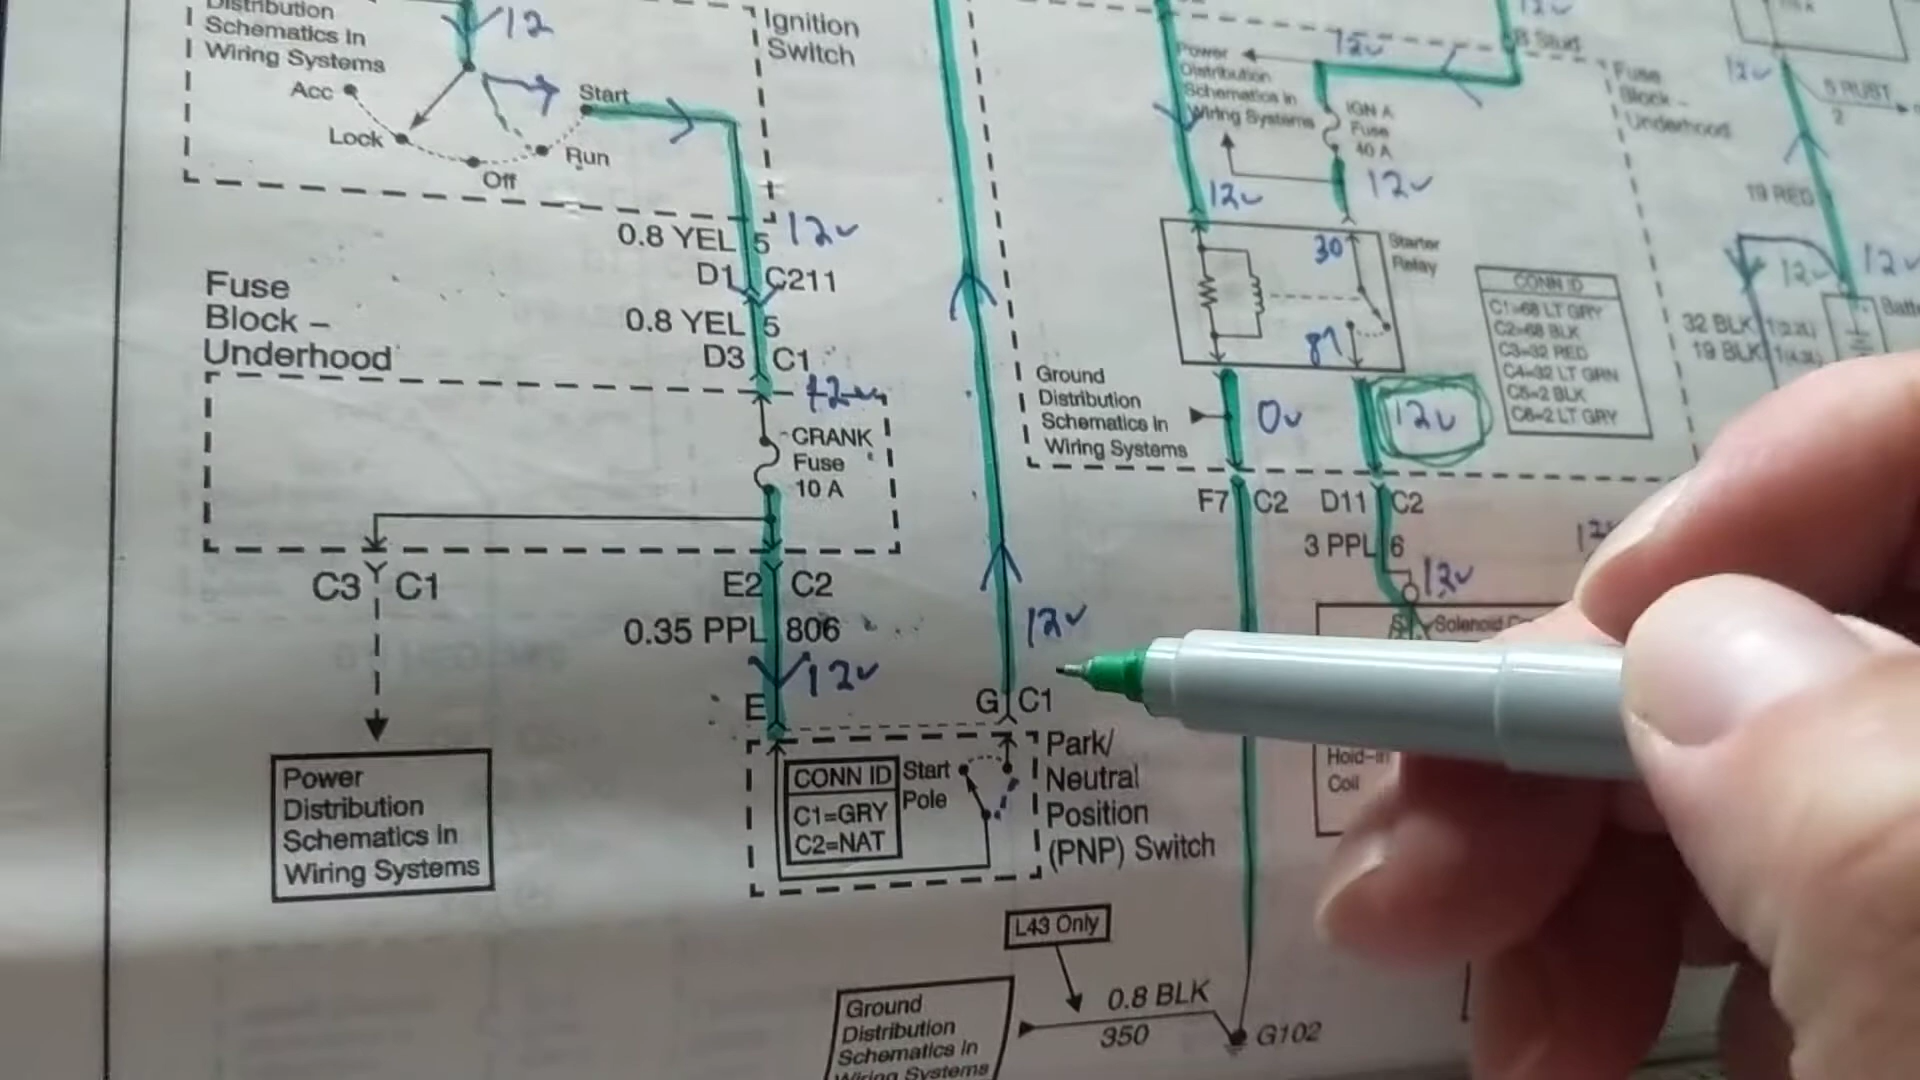 Distribution
Schematics in
Wiring Systems
12
Ignition
Switch
Acc
Lock
Off
Run
Start
0.8 YEL 5
12v
D1 C211
0.8 YEL 5
D3 C1
12v
Fuse
Block –
Underhood
CRANK
Fuse
10 A
C3 C1
E2 C2
0.35 PPL 806
12v
E
G C1
12v
Power
Distribution
Schematics in
Wiring Systems
CONN ID
C1=GRY
C2=NAT
Start
Pole
Park/
Neutral
Position
(PNP) Switch
L43 Only
Ground
Distribution
Schematics in
Wiring Systems
0.8 BLK
350
G102
Power
Distribution
Schematics in
Wiring Systems
12v
12v
B Stud
IGN A
Fuse
40 A
12v
12v
Fuse
Block –
Underhood
30
87
Starter
Relay
CONN ID
C1=68 LT GRY
C2=68 BLK
C3=32 RED
C4=32 LT GRN
C5=2 BLK
C6=2 LT GRY
Ground
Distribution
Schematics in
Wiring Systems
0v
12v
F7 C2
D11 C2
3 PPL 6
12v
S
Solenoid
Hold-in
Coil
12v
5 RUST
2
19 RED
12v
12v
32 BLK
19 BLK